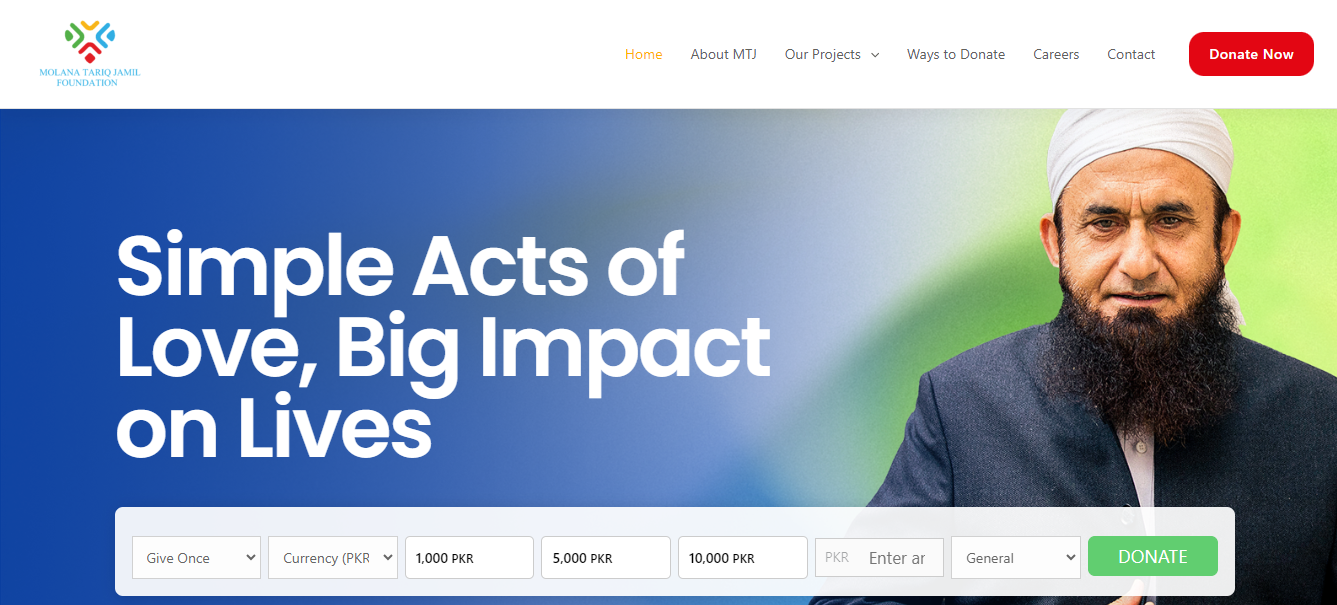 MOLANA TARIQ JAMIL
FOUNDATION
Home About MTJ Our Projects Ways to Donate Careers Contact Donate Now
Simple Acts of
Love, Big Impact
on Lives
Give Once Currency (PKR 1,000 PKR 5,000 PKR 10,000 PKR PKR Enter ar General DONATE